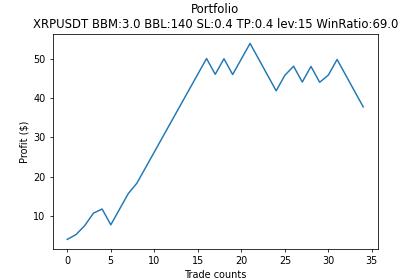 Portfolio
XRPUSDT BBM:3.0 BBL:140 SL:0.4 TP:0.4 lev:15 WinRatio:69.0
50
40
30
20
10
Profit ($)
0 5 10 15 20 25 30 35
Trade counts